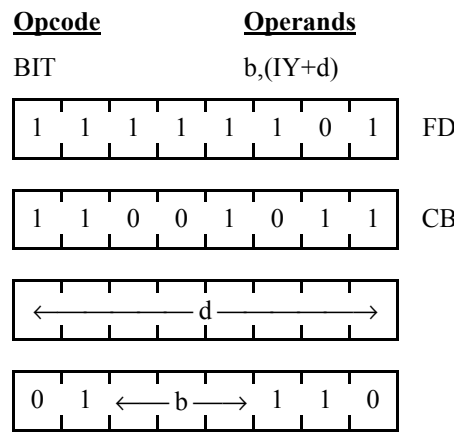 Opcode Operands
BIT b,(IY+d)
1 1 1 1 1 1 0 1 FD
1 1 0 0 1 0 1 1 CB
d
0 1 b 1 1 0